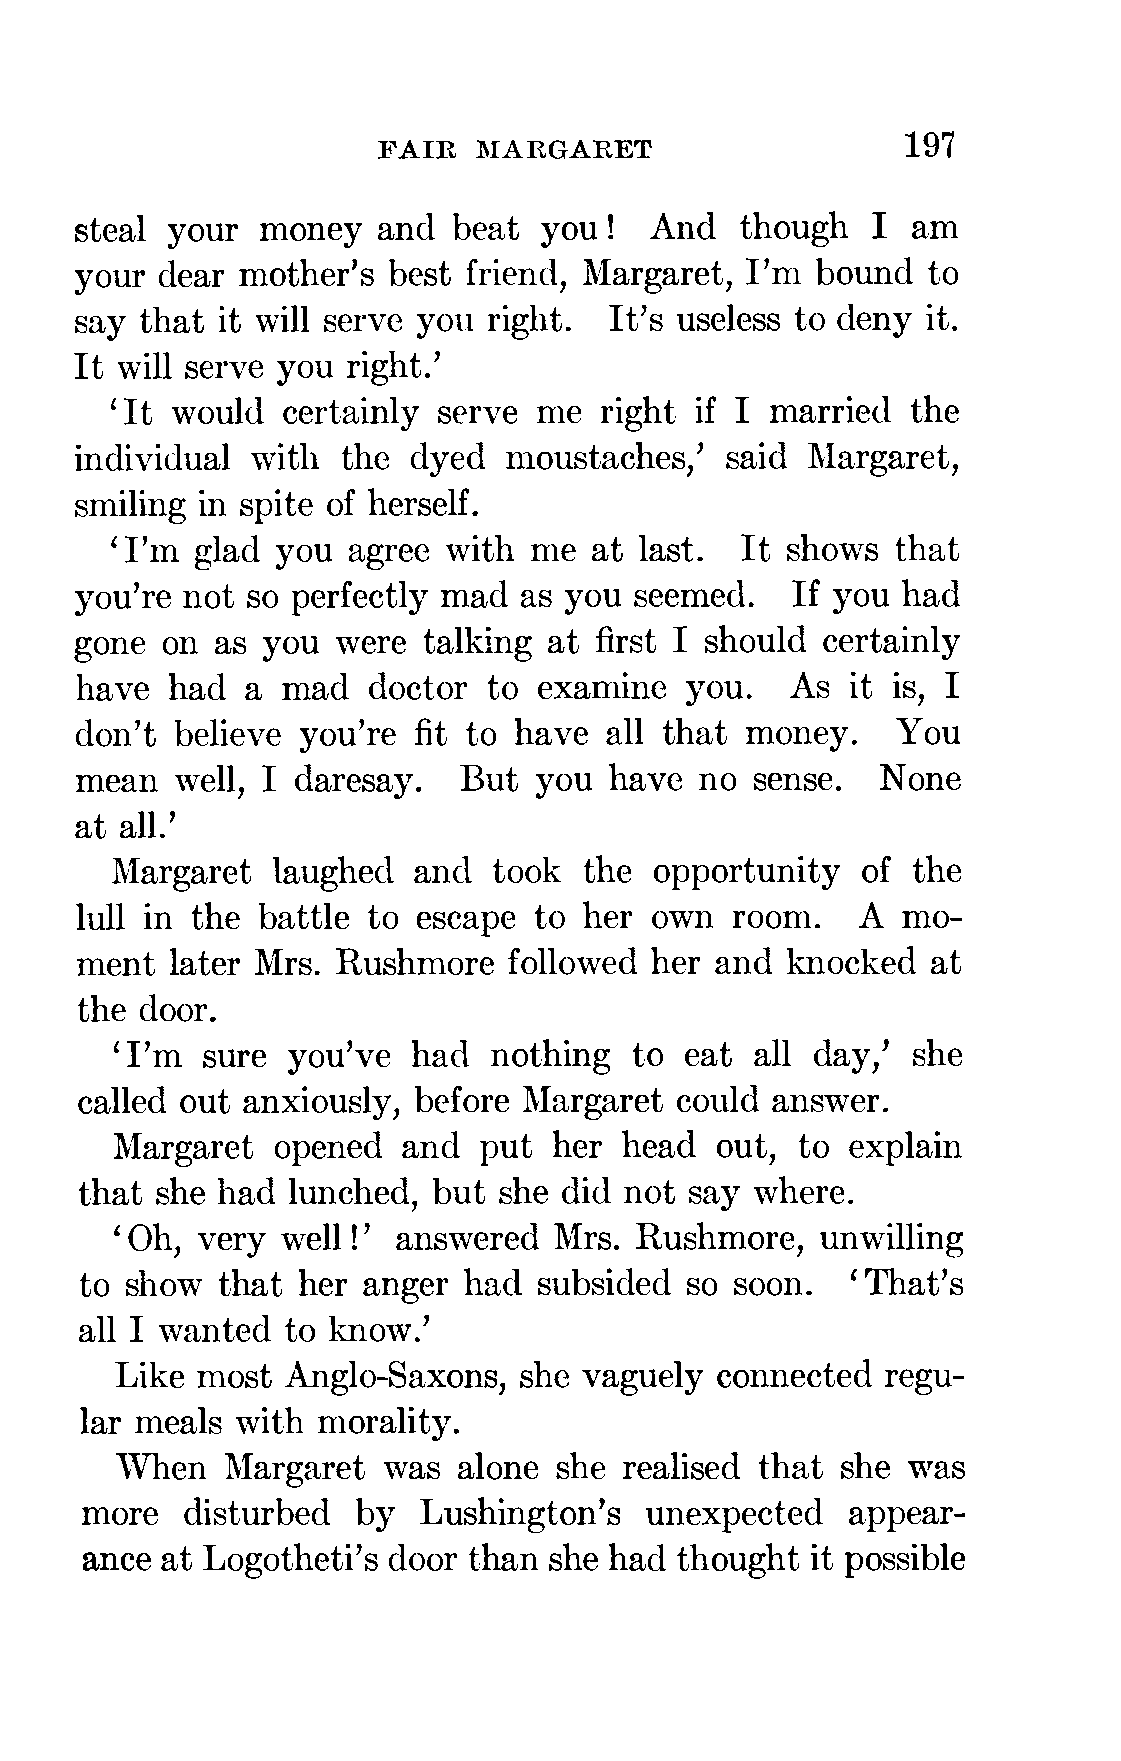 FAIR MARGARET 197
steal your money and beat you! And though I am
your dear mother's best friend, Margaret, I'm bound to
say that it will serve you right. It's useless to deny it.
It will serve you right.'
'It would certainly serve me right if I married the
individual with the dyed moustaches,' said Margaret,
smiling in spite of herself.
'I'm glad you agree with me at last. It shows that
you're not so perfectly mad as you seemed. If you had
gone on as you were talking at first I should certainly
have had a mad doctor to examine you. As it is, I
don't believe you're fit to have all that money. You
mean well, I daresay. But you have no sense. None
at all.'
Margaret laughed and took the opportunity of the
lull in the battle to escape to her own room. A mo-
ment later Mrs. Rushmore followed her and knocked at
the door.
'I'm sure you've had nothing to eat all day,' she
called out anxiously, before Margaret could answer.
Margaret opened and put her head out, to explain
that she had lunched, but she did not say where.
'Oh, very well!' answered Mrs. Rushmore, unwilling
to show that her anger had subsided so soon. 'That's
all I wanted to know.'
Like most Anglo-Saxons, she vaguely connected regu-
lar meals with morality.
When Margaret was alone she realised that she was
more disturbed by Lushington's unexpected appear-
ance at Logotheti's door than she had thought it possible